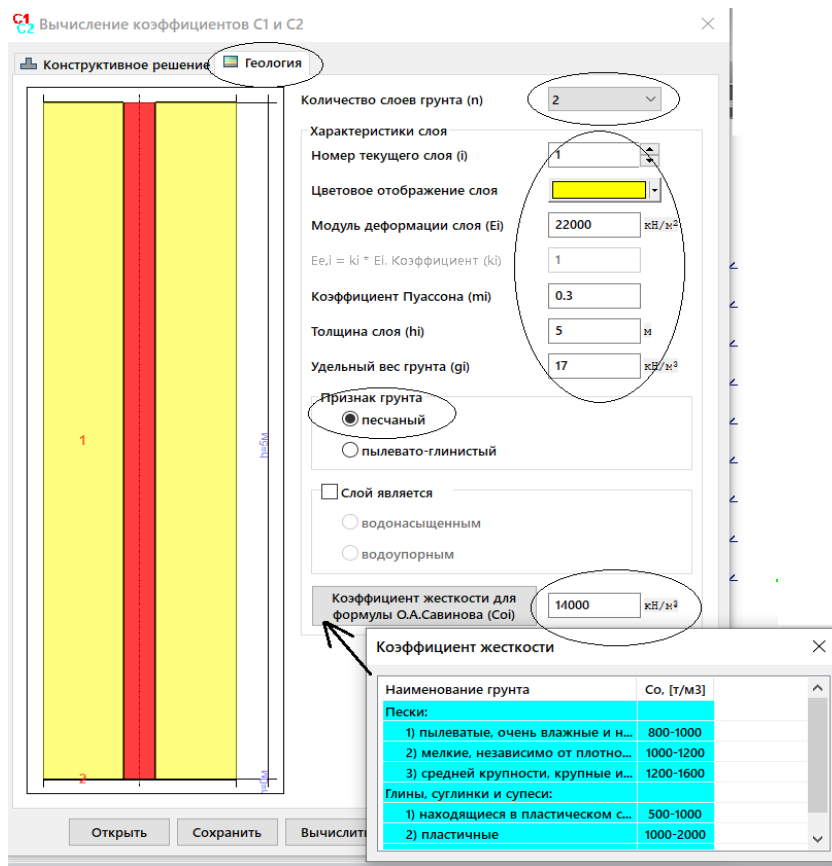 C1
C2 Вычисление коэффициентов C1 и C2
Конструктивное решение Геология
Количество слоев грунта (n) 2
Характеристики слоя
Номер текущего слоя (i) 1
Цветовое отображение слоя
Модуль деформации слоя (Ei) 22000 кН/м²
Ee,i = ki * Ei. Коэффициент (ki) 1
Коэффициент Пуассона (mi) 0.3
Толщина слоя (hi) 5 м
Удельный вес грунта (gi) 17 кН/м³
Признак грунта
песчаный
1
h=5м
пылевато-глинистый
Слой является
водонасыщенным
водоупорным
Коэффициент жесткости для
формулы О.А.Савинова (Coi) 14000 кН/м³
Коэффициент жесткости
Наименование грунта Co, [т/м3]
Пески:
1) пылеватые, очень влажные и н... 800-1000
2) мелкие, независимо от плотно... 1000-1200
3) средней крупности, крупные и... 1200-1600
Глины, суглинки и супеси:
1) находящиеся в пластическом с... 500-1000
2) пластичные 1000-2000
2
h=0м
Открыть Сохранить Вычислить